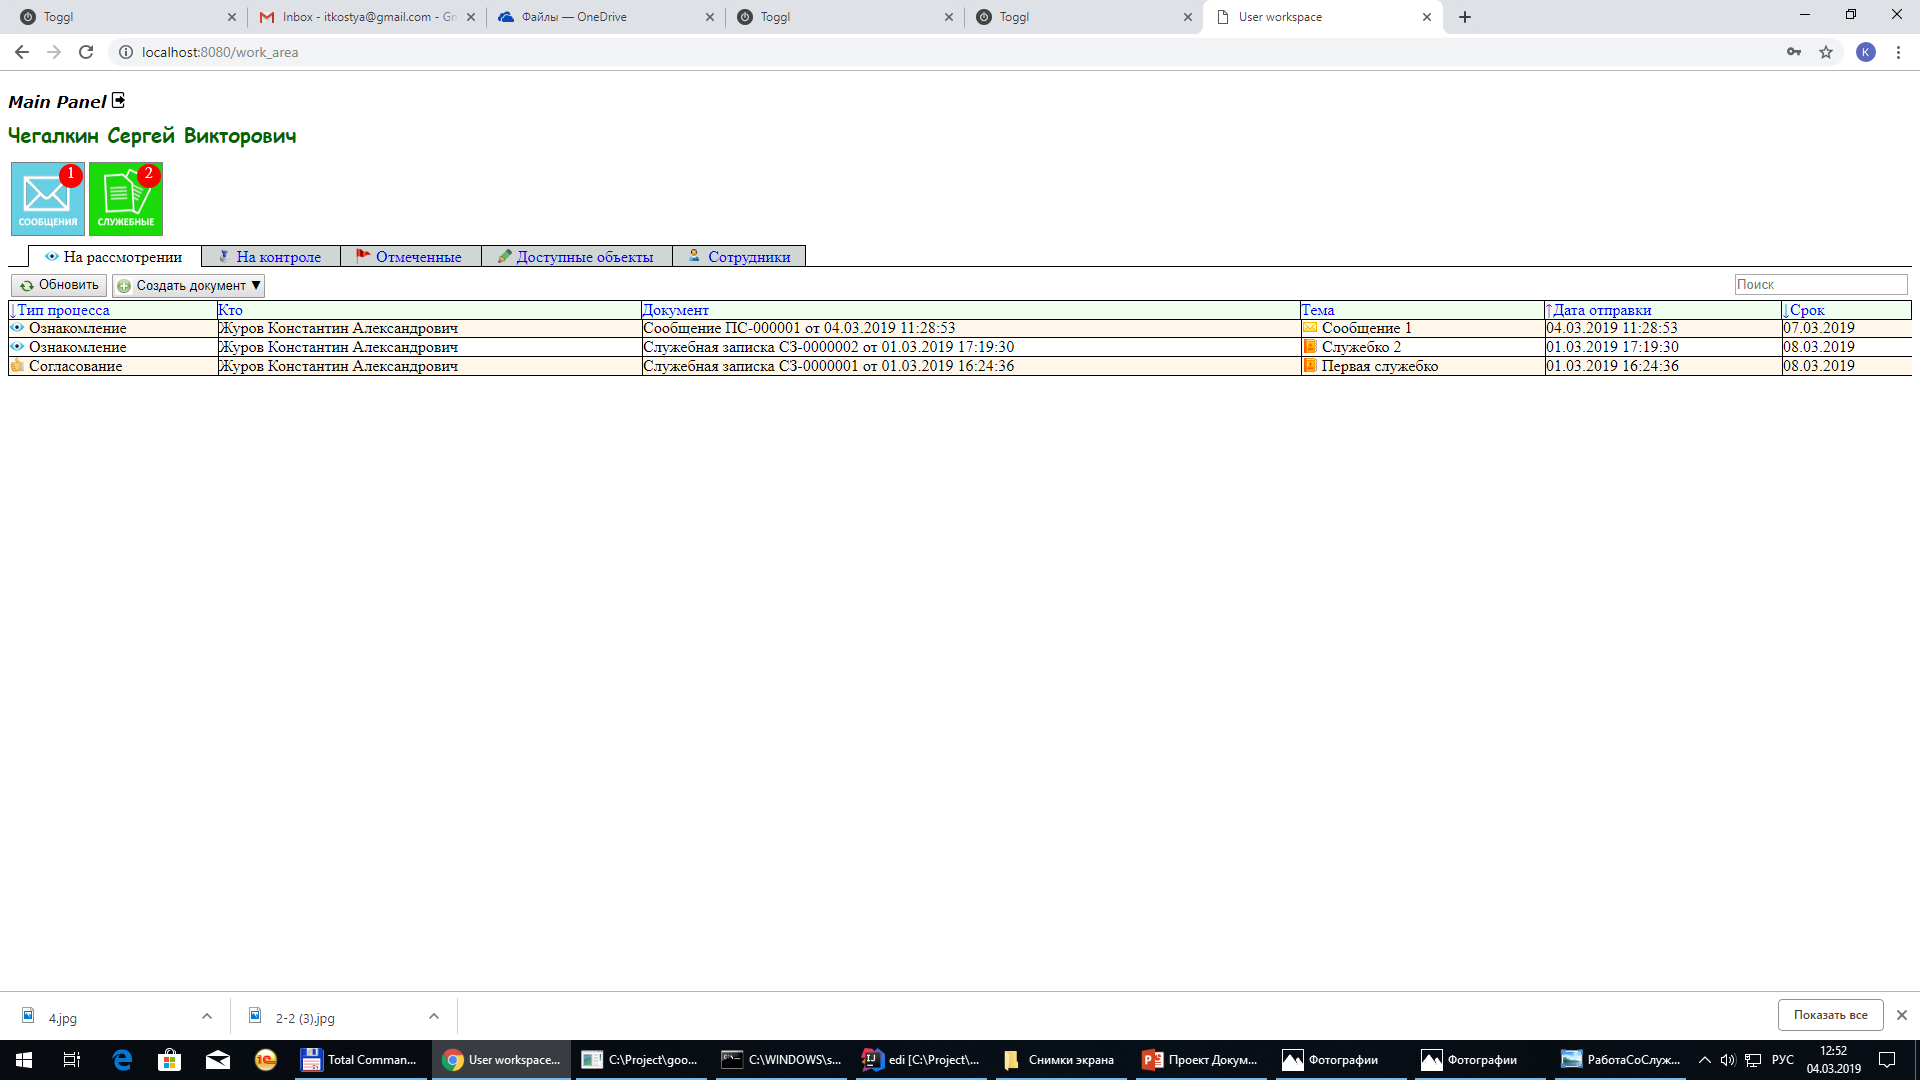 Toggl
Inbox - itkostya@gmail.com - Gm
Файлы — OneDrive
Toggl
Toggl
User workspace
localhost:8080/work_area
K
Main Panel
Чегалкин Сергей Викторович
1
СООБЩЕНИЯ
2
СЛУЖЕБНЫЕ
На рассмотрении
На контроле
Отмеченные
Доступные объекты
Сотрудники
Обновить
Создать документ ▼
Поиск
↓Тип процесса Кто Документ Тема ↑Дата отправки ↓Срок
Ознакомление Журов Константин Александрович Сообщение ПС-000001 от 04.03.2019 11:28:53 Сообщение 1 04.03.2019 11:28:53 07.03.2019
Ознакомление Журов Константин Александрович Служебная записка СЗ-0000002 от 01.03.2019 17:19:30 Служебко 2 01.03.2019 17:19:30 08.03.2019
Согласование Журов Константин Александрович Служебная записка СЗ-0000001 от 01.03.2019 16:24:36 Первая служебко 01.03.2019 16:24:36 08.03.2019
4.jpg
2-2 (3).jpg
Показать все
Total Comman...
User workspace...
C:\Project\goo...
C:\WINDOWS\s...
edi [C:\Project\...
Снимки экрана
Проект Докум...
Фотографии
Фотографии
РаботаСоСлуж...
РУС
12:52
04.03.2019